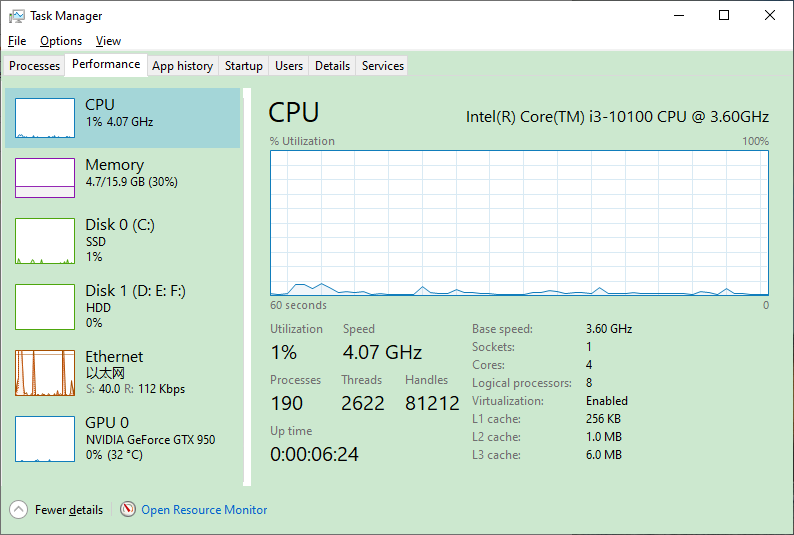 Task Manager
File Options View
Processes Performance App history Startup Users Details Services
CPU
1% 4.07 GHz
Memory
4.7/15.9 GB (30%)
Disk 0 (C:)
SSD
1%
Disk 1 (D: E: F:)
HDD
0%
Ethernet
以太网
S: 40.0 R: 112 Kbps
GPU 0
NVIDIA GeForce GTX 950
0% (32 °C)
CPU Intel(R) Core(TM) i3-10100 CPU @ 3.60GHz
% Utilization 100%
60 seconds 0
Utilization Speed
1% 4.07 GHz
Processes Threads Handles
190 2622 81212
Up time
0:00:06:24
Base speed: 3.60 GHz
Sockets: 1
Cores: 4
Logical processors: 8
Virtualization: Enabled
L1 cache: 256 KB
L2 cache: 1.0 MB
L3 cache: 6.0 MB
Fewer details Open Resource Monitor